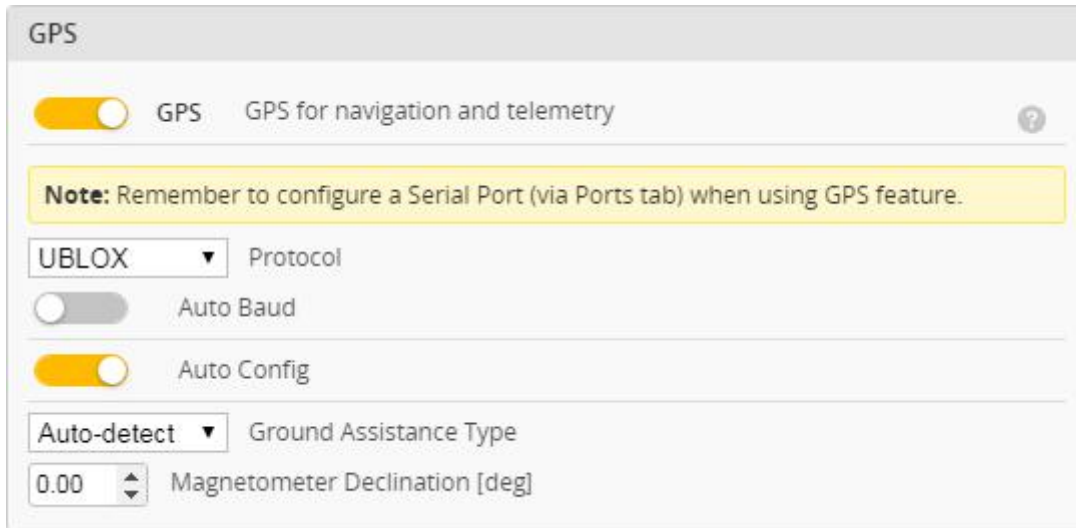 GPS
GPS GPS for navigation and telemetry
?
Note: Remember to configure a Serial Port (via Ports tab) when using GPS feature.
UBLOX Protocol
Auto Baud
Auto Config
Auto-detect Ground Assistance Type
0.00 Magnetometer Declination [deg]